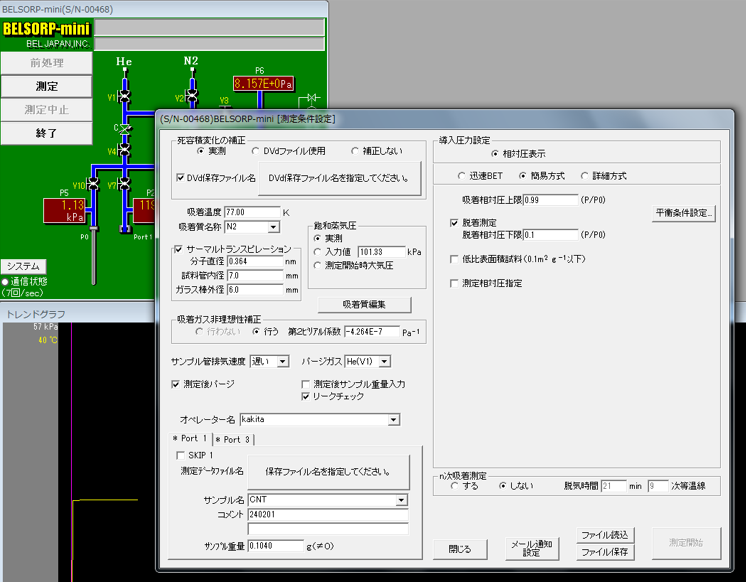 BELSORP-mini(S/N-00468)
BELSORP-mini
BEL JAPAN,INC.
前処理
測定
測定中止
終了
He
N2
P6
8.157E+0Pa
V1
V2
V3
C
V4
V10
V7
P5
1.13
kPa
P0
Port1
システム
通信状態
(7回/sec)
トレンドグラフ
57 kPa
40 ℃
(S/N-00468)BELSORP-mini [測定条件設定]
死容積変化の補正
実測 DVdファイル使用 補正しない
DVd保存ファイル名 DVd保存ファイル名を指定してください。
吸着温度 77.00 K
吸着質名称 N2
サーマルトランスピレーション
分子直径 0.364 nm
試料管内径 7.0 mm
ガラス棒外径 6.0 mm
飽和蒸気圧
実測
入力値 101.33 kPa
測定開始時大気圧
吸着質編集
吸着ガス非理想性補正
行わない 行う 第2ビリアル係数 -4.264E-7 Pa⁻¹
サンプル管排気速度 遅い パージガス He(V1)
測定後パージ
測定後サンプル重量入力
リークチェック
オペレーター名 kakita
* Port 1 * Port 3
SKIP 1
測定データファイル名 保存ファイル名を指定してください。
サンプル名 CNT
コメント 240201
サンプル重量 0.1040 g(≠0)
導入圧力設定
相対圧表示
迅速BET 簡易方式 詳細方式
吸着相対圧上限 0.99 (P/P0)
平衡条件設定...
脱着測定
脱着相対圧下限 0.1 (P/P0)
低比表面積試料(0.1m² g⁻¹以下)
測定相対圧指定
n次吸着測定
する しない 脱気時間 21 min 9 次等温線
閉じる
メール通知
設定
ファイル読込
ファイル保存
測定開始